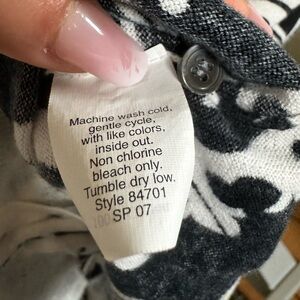 Machine wash cold,
gentle cycle,
with like colors,
inside out.
Non chlorine
bleach only.
Tumble dry low.
Style 84701
SP 07